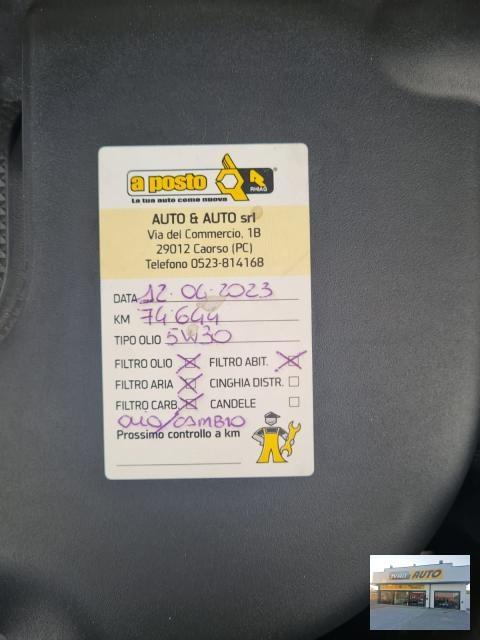 a posto
RHIAG
La tua auto come nuova
AUTO & AUTO srl
Via del Commercio, 1B
29012 Caorso (PC)
Telefono 0523-814168
DATA 12.04.2023
KM 74644
TIPO OLIO 5W30
FILTRO OLIO FILTRO ABIT.
FILTRO ARIA CINGHIA DISTR.
FILTRO CARB. CANDELE
OLIO/CAMBIO
Prossimo controllo a km
AUTO